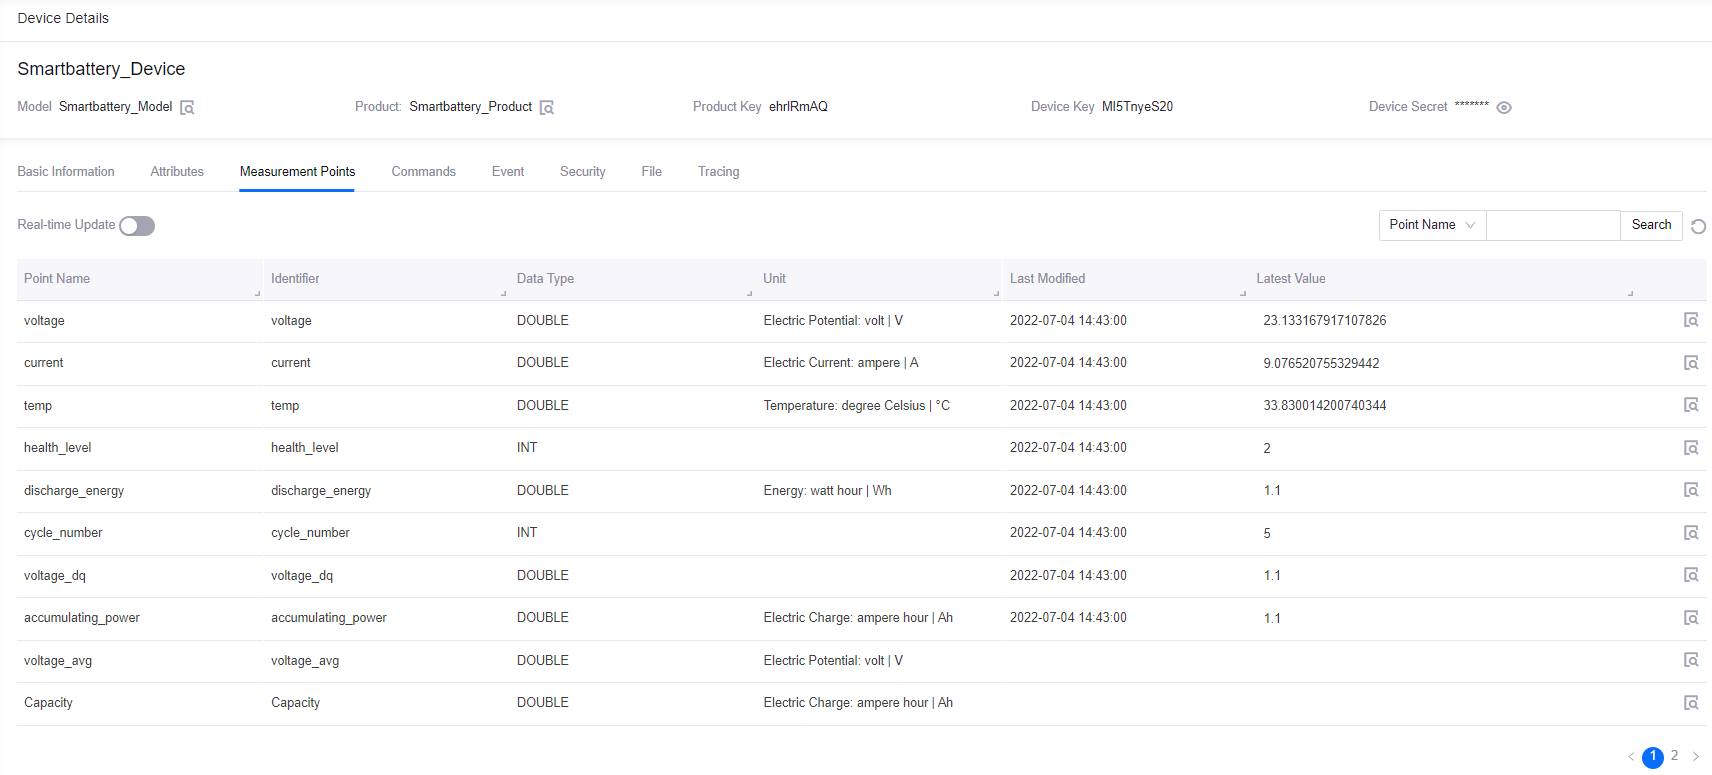 Device Details
Smartbattery_Device
Model Smartbattery_Model Product: Smartbattery_Product Product Key ehrlRmAQ Device Key MI5TnyeS20 Device Secret *******
Basic Information Attributes Measurement Points Commands Event Security File Tracing
Real-time Update Point Name Search
Point Name Identifier Data Type Unit Last Modified Latest Value
voltage voltage DOUBLE Electric Potential: volt | V 2022-07-04 14:43:00 23.133167917107826
current current DOUBLE Electric Current: ampere | A 2022-07-04 14:43:00 9.076520755329442
temp temp DOUBLE Temperature: degree Celsius | °C 2022-07-04 14:43:00 33.830014200740344
health_level health_level INT 2022-07-04 14:43:00 2
discharge_energy discharge_energy DOUBLE Energy: watt hour | Wh 2022-07-04 14:43:00 1.1
cycle_number cycle_number INT 2022-07-04 14:43:00 5
voltage_dq voltage_dq DOUBLE 2022-07-04 14:43:00 1.1
accumulating_power accumulating_power DOUBLE Electric Charge: ampere hour | Ah 2022-07-04 14:43:00 1.1
voltage_avg voltage_avg DOUBLE Electric Potential: volt | V
Capacity Capacity DOUBLE Electric Charge: ampere hour | Ah
< 1 2 >